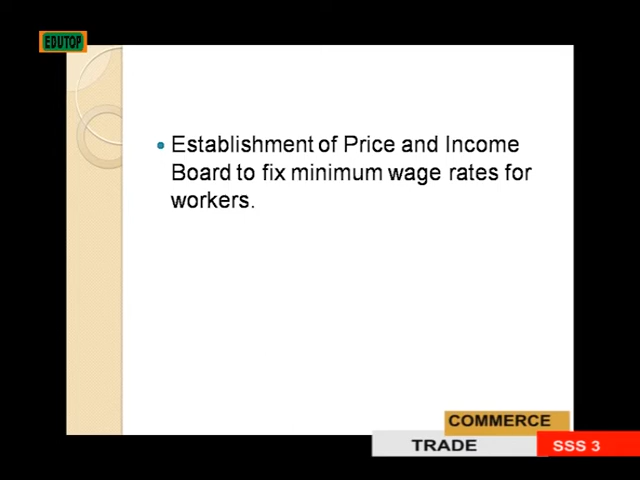 EDUTOP
Establishment of Price and Income
Board to fix minimum wage rates for
workers.
COMMERCE
TRADE
SSS 3